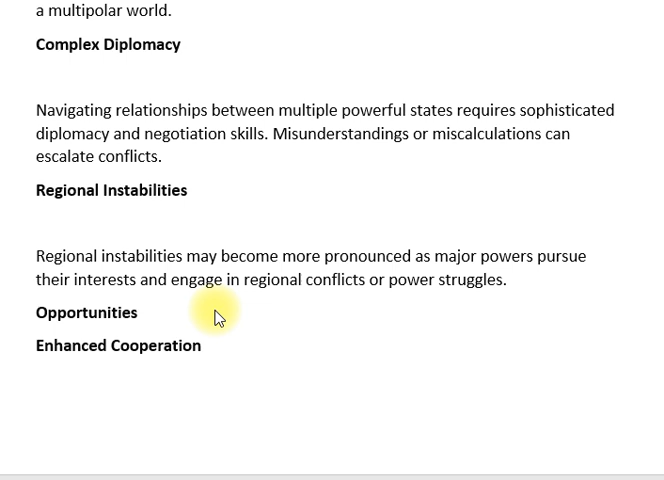 a multipolar world.
Complex Diplomacy
Navigating relationships between multiple powerful states requires sophisticated
diplomacy and negotiation skills. Misunderstandings or miscalculations can
escalate conflicts.
Regional Instabilities
Regional instabilities may become more pronounced as major powers pursue
their interests and engage in regional conflicts or power struggles.
Opportunities
Enhanced Cooperation